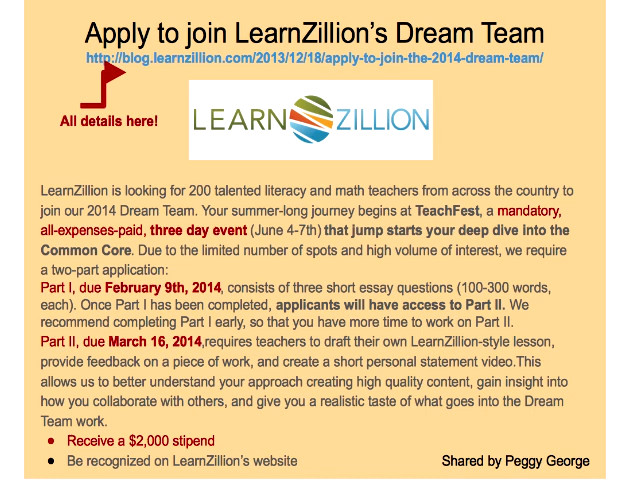 Apply to join LearnZillion's Dream Team
http://blog.learnzillion.com/2013/12/18/apply-to-join-the-2014-dream-team/
All details here!
LEARN ZILLION
LearnZillion is looking for 200 talented literacy and math teachers from across the country to
join our 2014 Dream Team. Your summer-long journey begins at TeachFest, a mandatory,
all-expenses-paid, three day event (June 4-7th) that jump starts your deep dive into the
Common Core. Due to the limited number of spots and high volume of interest, we require
a two-part application:
Part I, due February 9th, 2014, consists of three short essay questions (100-300 words,
each). Once Part I has been completed, applicants will have access to Part II. We
recommend completing Part I early, so that you have more time to work on Part II.
Part II, due March 16, 2014,requires teachers to draft their own LearnZillion-style lesson,
provide feedback on a piece of work, and create a short personal statement video.This
allows us to better understand your approach creating high quality content, gain insight into
how you collaborate with others, and give you a realistic taste of what goes into the Dream
Team work.
● Receive a $2,000 stipend
● Be recognized on LearnZillion's website
Shared by Peggy George